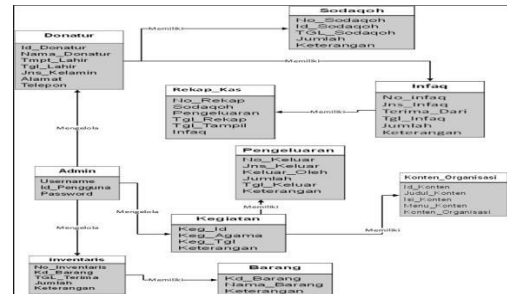 Sodaqoh
No_Sodaqoh
Id_Sodaqoh
TGL_Sodaqoh
Jumlah
Keterangan
Donatur
Id_Donatur
Nama_Donatur
Tmpt_Lahir
Tgl_Lahir
Jns_Kelamin
Alamat
Telepon
Memiliki
Memiliki
Rekap_Kas
No_Rekap
Sodaqoh
Pengeluaran
Tgl_Rekap
Tgl_Tampil
Infaq
Memiliki
Infaq
No_Infaq
Jns_Infaq
Terima_Dari
Tgl_Infaq
Jumlah
Keterangan
Mengelola
Pengeluaran
No_Keluar
Jns_Keluar
Keluar_Oleh
Jumlah
Tgl_Keluar
Keterangan
Admin
Username
Id_Pengguna
Password
Konten_Organisasi
Id_Konten
Judul_Konten
Isi_Konten
Menu_Konten
Konten_Organisasi
Memiliki
Kegiatan
Keg_Id
Keg_Agama
Keg_Tgl
Keterangan
Memiliki
Mengelola
Mengelola
Inventaris
No_Inventaris
Kd_Barang
TGL_Terima
Jumlah
Keterangan
Memiliki
Barang
Kd_Barang
Nama_Barang
Keterangan